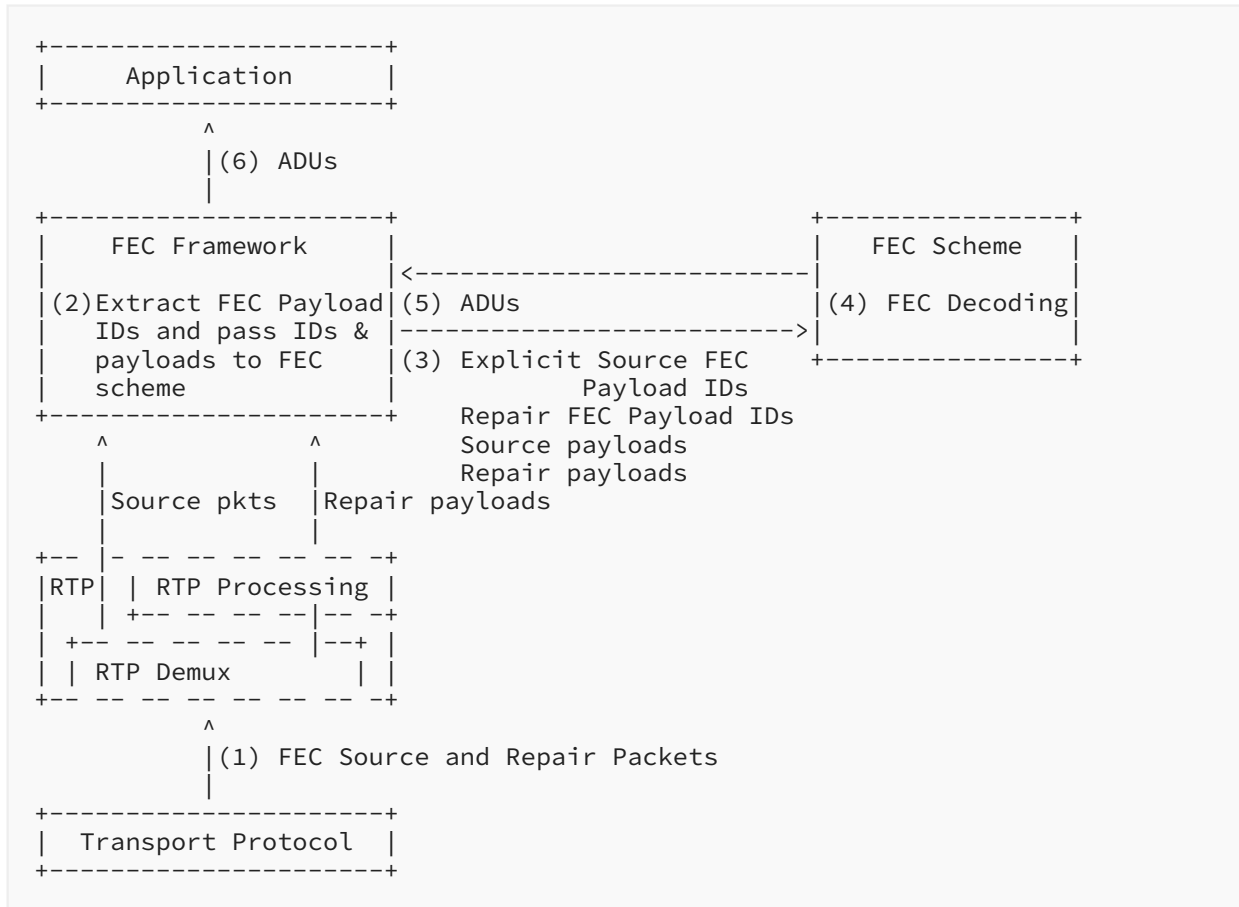 Application
(6) ADUs
FEC Framework FEC Scheme
(2)Extract FEC Payload (5) ADUs (4) FEC Decoding
IDs and pass IDs &
payloads to FEC (3) Explicit Source FEC
scheme Payload IDs
Repair FEC Payload IDs
Source payloads
Repair payloads
Source pkts Repair payloads
RTP RTP Processing
RTP Demux
(1) FEC Source and Repair Packets
Transport Protocol